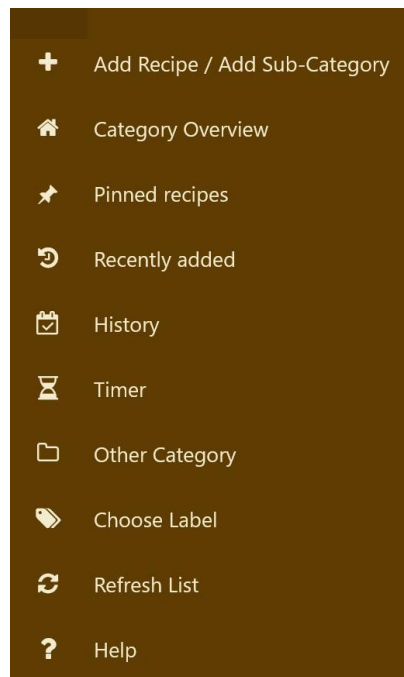 Add Recipe / Add Sub-Category
Category Overview
Pinned recipes
Recently added
History
Timer
Other Category
Choose Label
Refresh List
Help